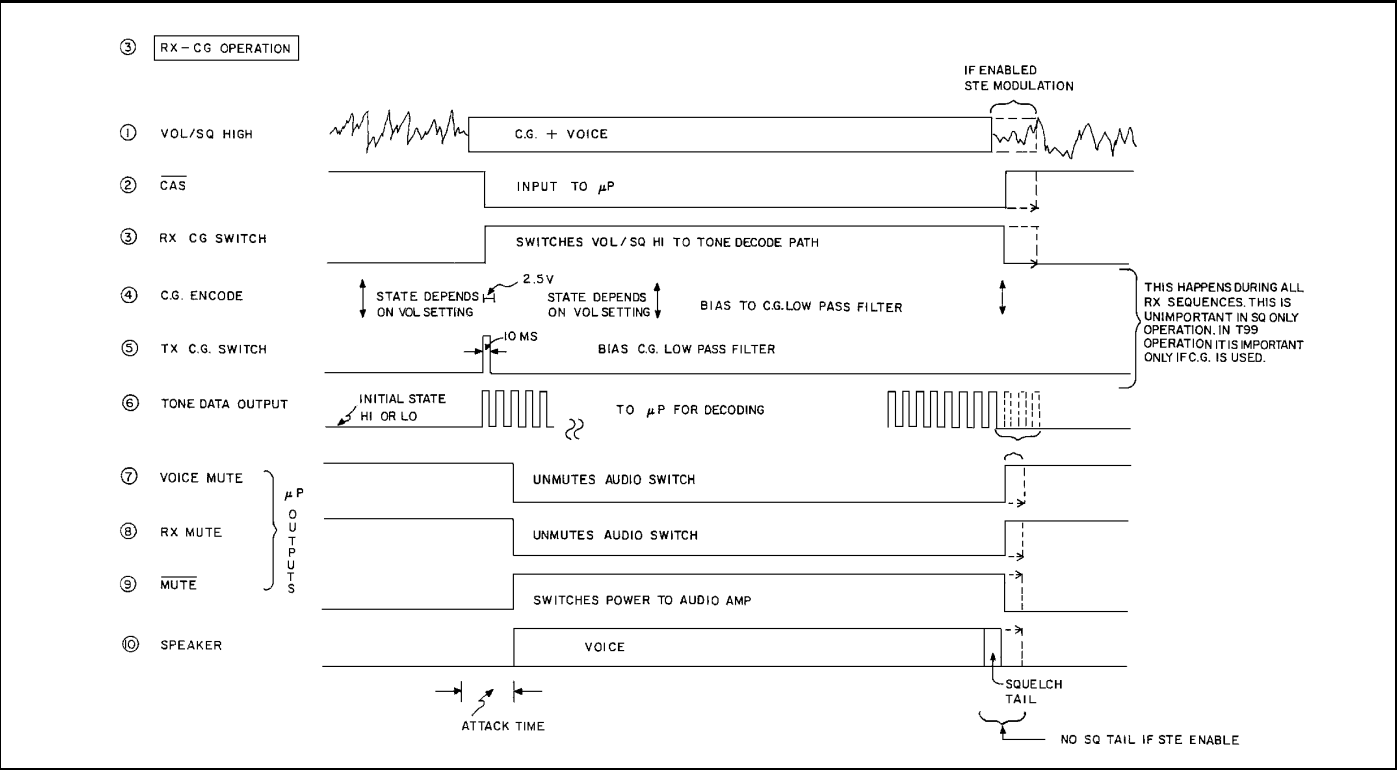 ③ RX-CG OPERATION
IF ENABLED
STE MODULATION
① VOL/SQ HIGH
C.G. + VOICE
② CAS
INPUT TO µP
③ RX CG SWITCH
SWITCHES VOL/SQ HI TO TONE DECODE PATH
2.5V
④ C.G. ENCODE
STATE DEPENDS
ON VOL SETTING
STATE DEPENDS
ON VOL SETTING
BIAS TO C.G. LOW PASS FILTER
THIS HAPPENS DURING ALL
RX SEQUENCES. THIS IS
UNIMPORTANT IN SQ ONLY
OPERATION. IN T99
OPERATION IT IS IMPORTANT
ONLY IF C.G. IS USED.
10 MS
⑤ TX C.G. SWITCH
BIAS C.G. LOW PASS FILTER
⑥ TONE DATA OUTPUT
INITIAL STATE
HI OR LO
TO µP FOR DECODING
⑦ VOICE MUTE
UNMUTES AUDIO SWITCH
µP OUTPUTS
⑧ RX MUTE
UNMUTES AUDIO SWITCH
⑨ MUTE
SWITCHES POWER TO AUDIO AMP
⑩ SPEAKER
VOICE
SQUELCH
TAIL
ATTACK TIME
NO SQ TAIL IF STE ENABLE